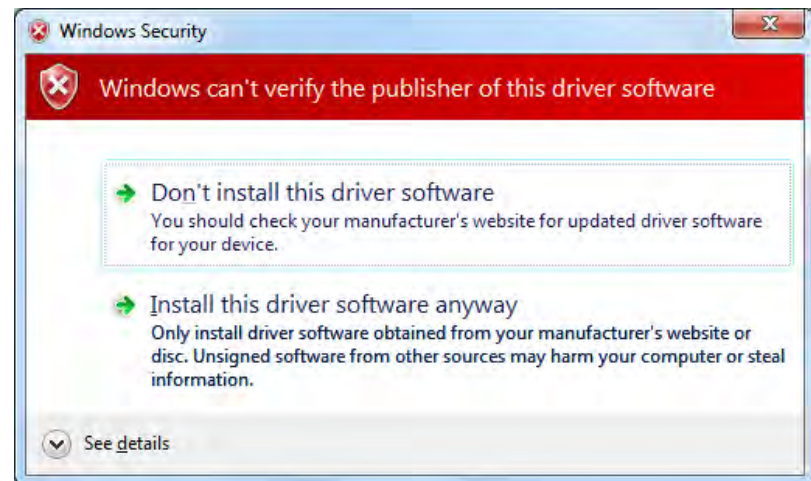 Windows Security
Windows can't verify the publisher of this driver software
Don't install this driver software
You should check your manufacturer's website for updated driver software
for your device.
Install this driver software anyway
Only install driver software obtained from your manufacturer's website or
disc. Unsigned software from other sources may harm your computer or steal
information.
See details